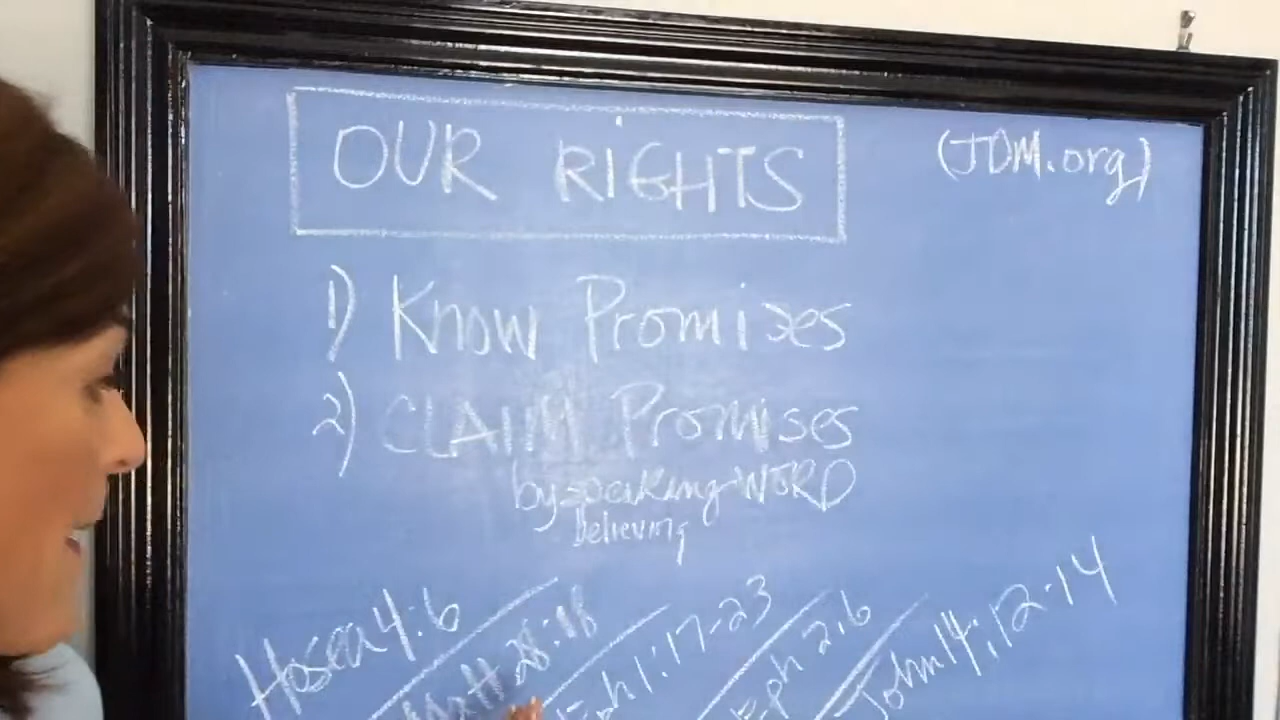 OUR RIGHTS
(JDM.org)
1) Know Promises
2) CLAIM Promises
by speaking WORD
believing
Hosea 4:6
Matt 28:18
Eph 1:17-23
Eph 2,6
John 14:12-14